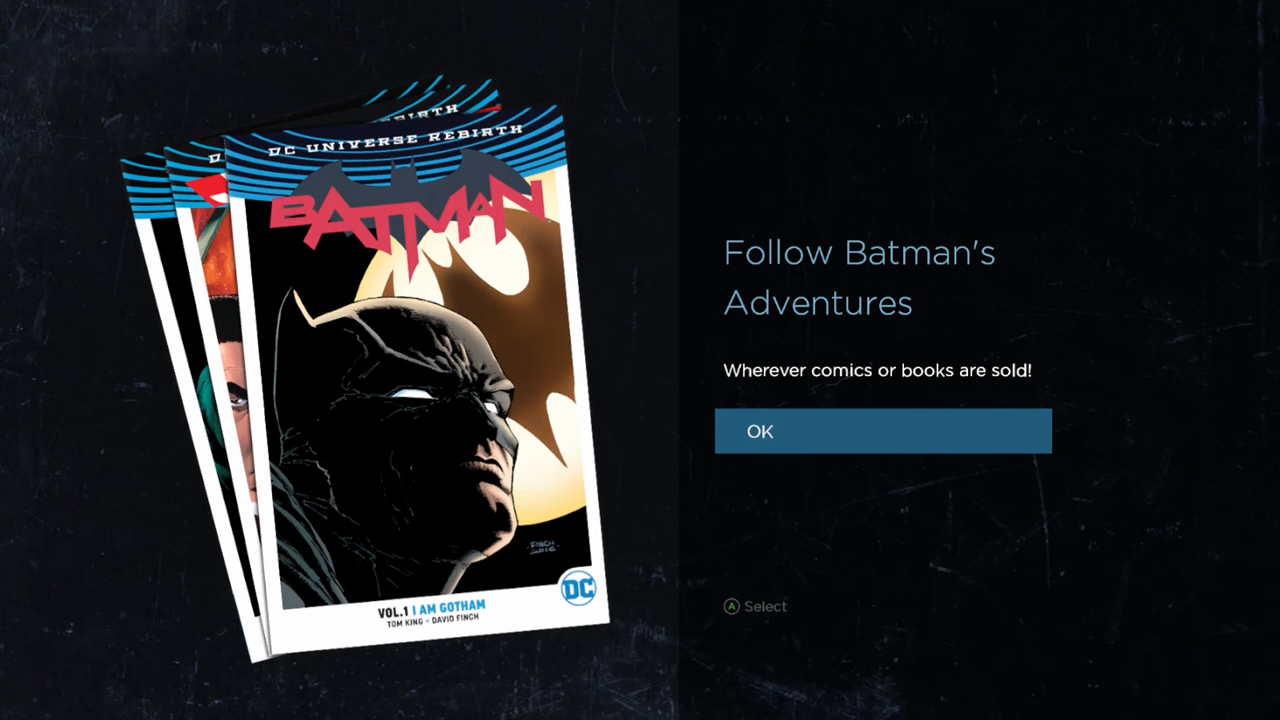 EBIRTH
D
DC UNIVERSE REBIRTH
BATMAN
FINCH
2016
DC
VOL.1 I AM GOTHAM
TOM KING - DAVID FINCH
Follow Batman's
Adventures
Wherever comics or books are sold!
OK
A Select